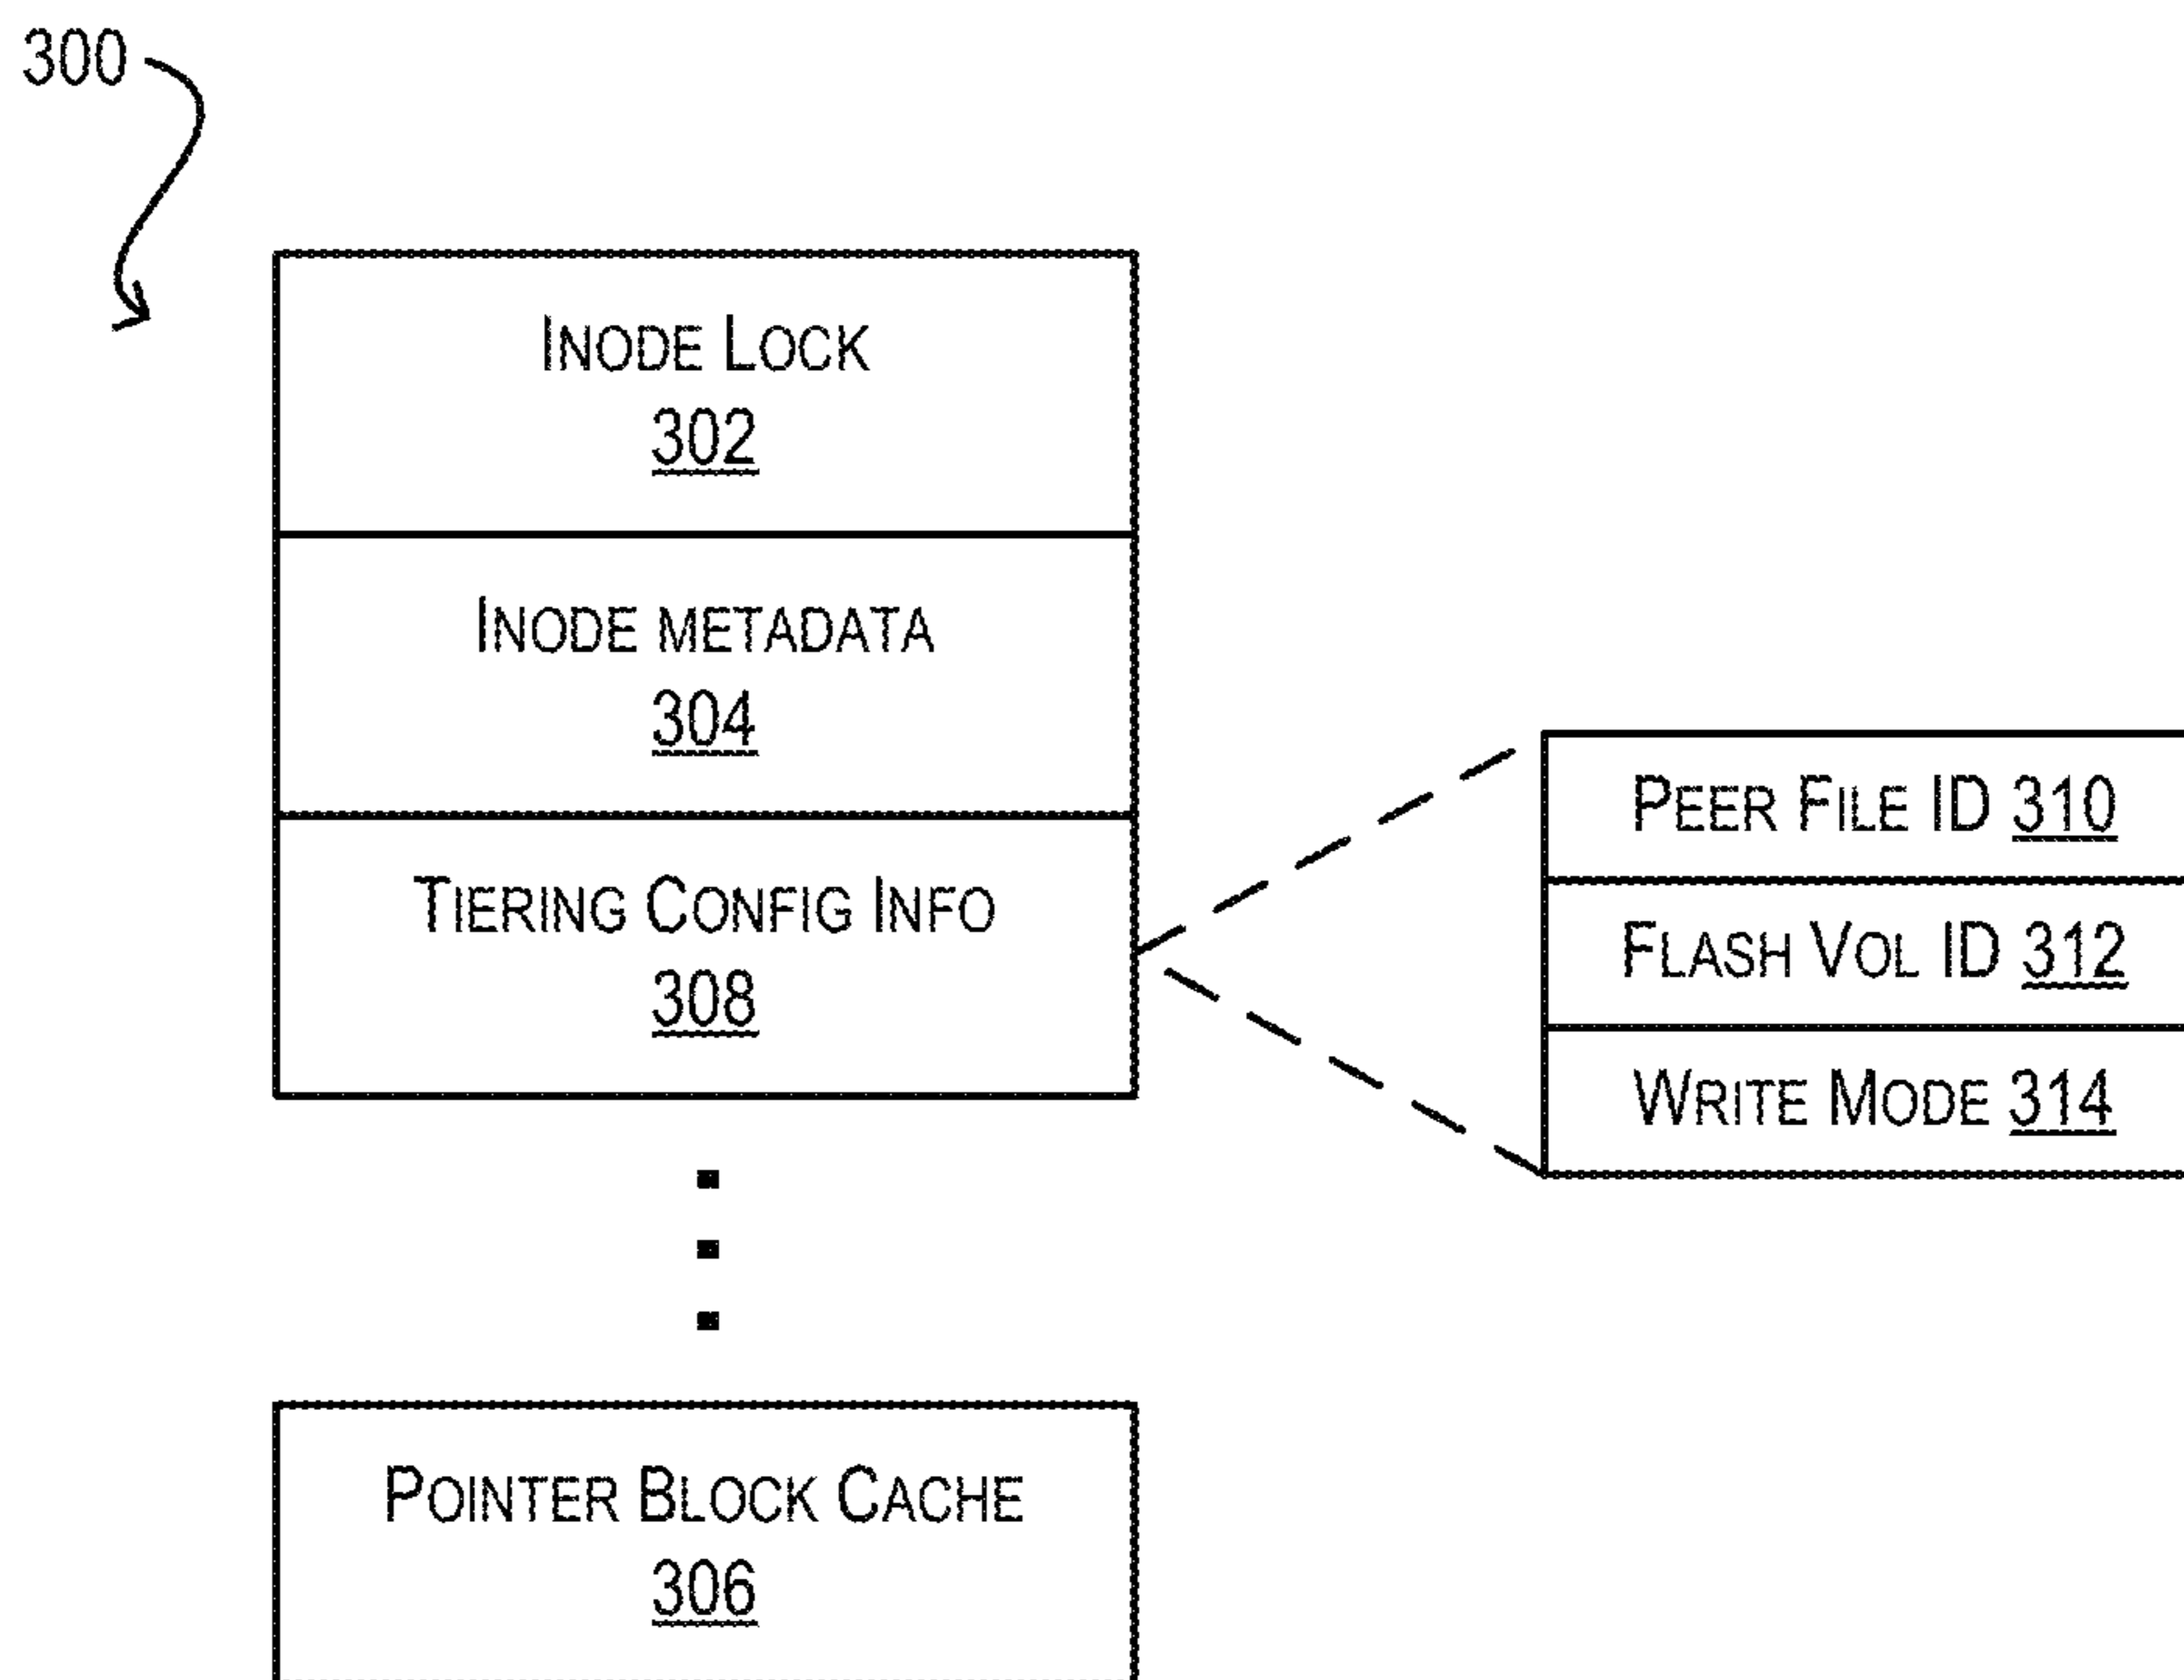 300
INODE LOCK
302
INODE METADATA
304
TIERING CONFIG INFO
308
PEER FILE ID 310
FLASH VOL ID 312
WRITE MODE 314
POINTER BLOCK CACHE
306